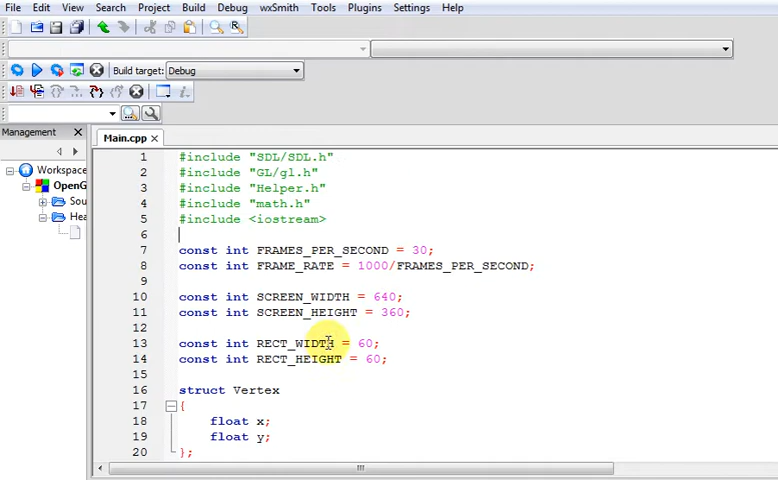 File Edit View Search Project Build Debug wxSmith Tools Plugins Settings Help
Build target: Debug
Management
Main.cpp
Workspace
OpenG
Sou
Hea
1 #include "SDL/SDL.h"
2 #include "GL/gl.h"
3 #include "Helper.h"
4 #include "math.h"
5 #include <iostream>
6
7 const int FRAMES_PER_SECOND = 30;
8 const int FRAME_RATE = 1000/FRAMES_PER_SECOND;
9
10 const int SCREEN_WIDTH = 640;
11 const int SCREEN_HEIGHT = 360;
12
13 const int RECT_WIDTH = 60;
14 const int RECT_HEIGHT = 60;
15
16 struct Vertex
17 {
18 float x;
19 float y;
20 };